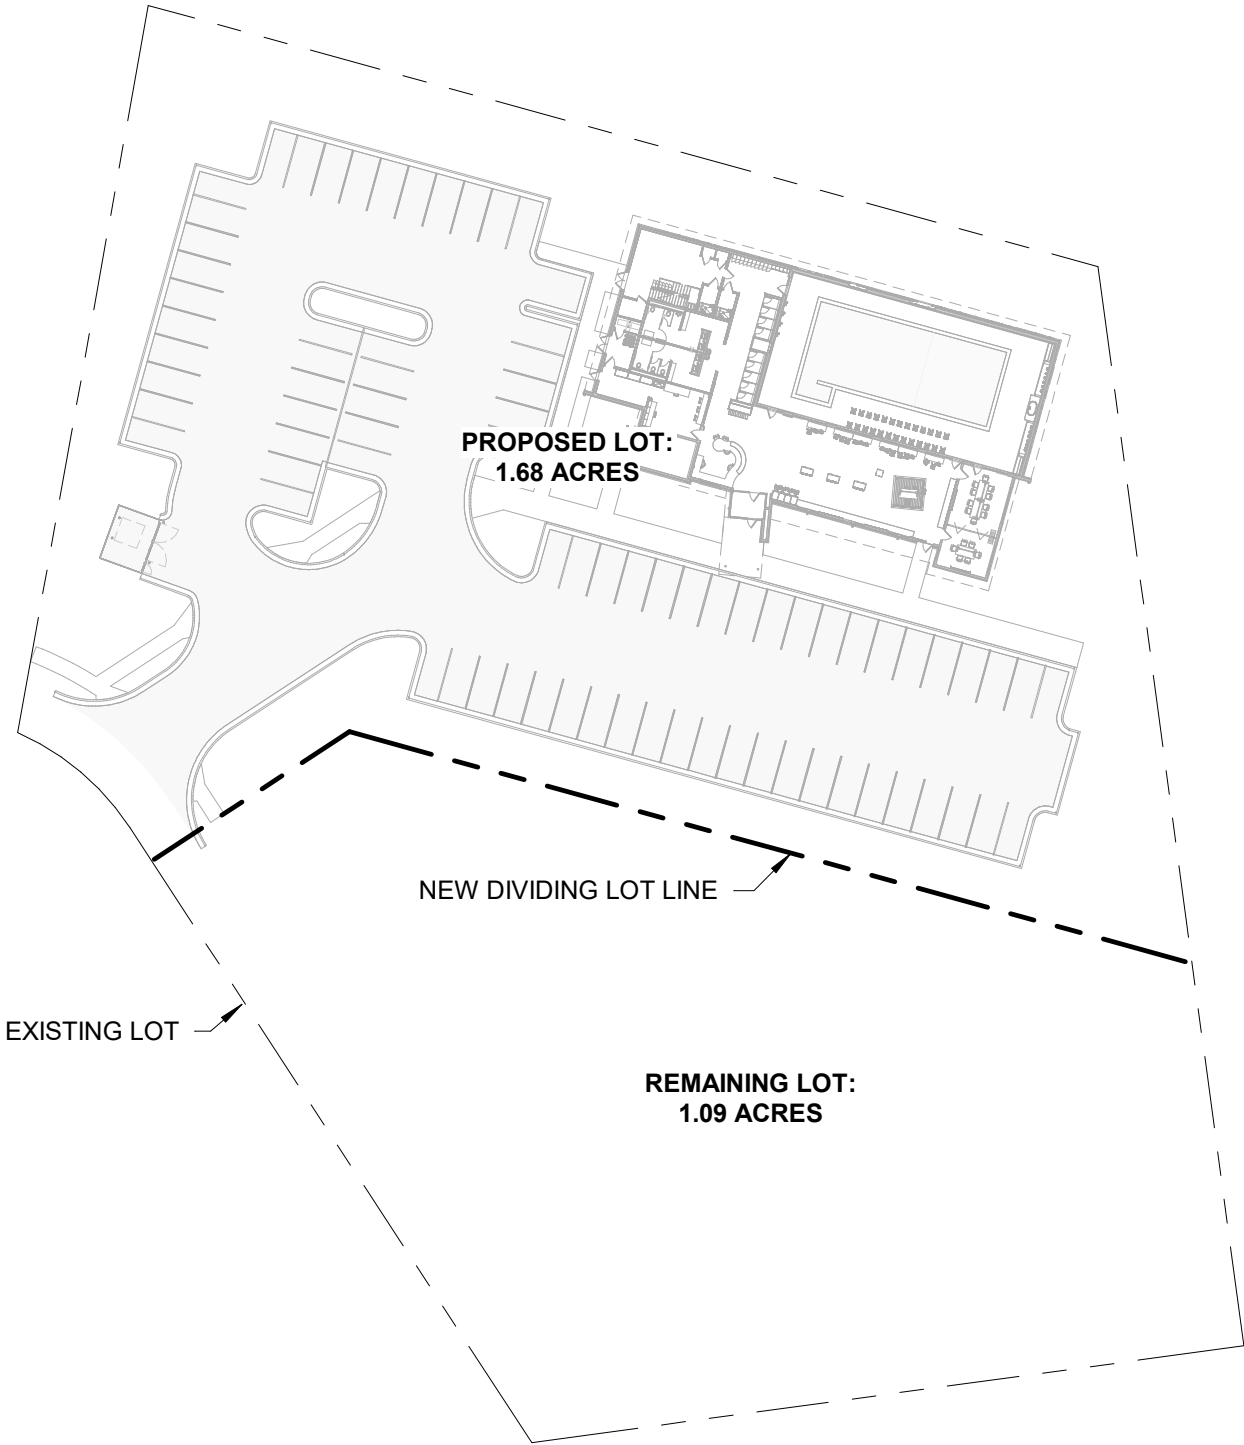 PROPOSED LOT:
1.68 ACRES
NEW DIVIDING LOT LINE
EXISTING LOT
REMAINING LOT:
1.09 ACRES